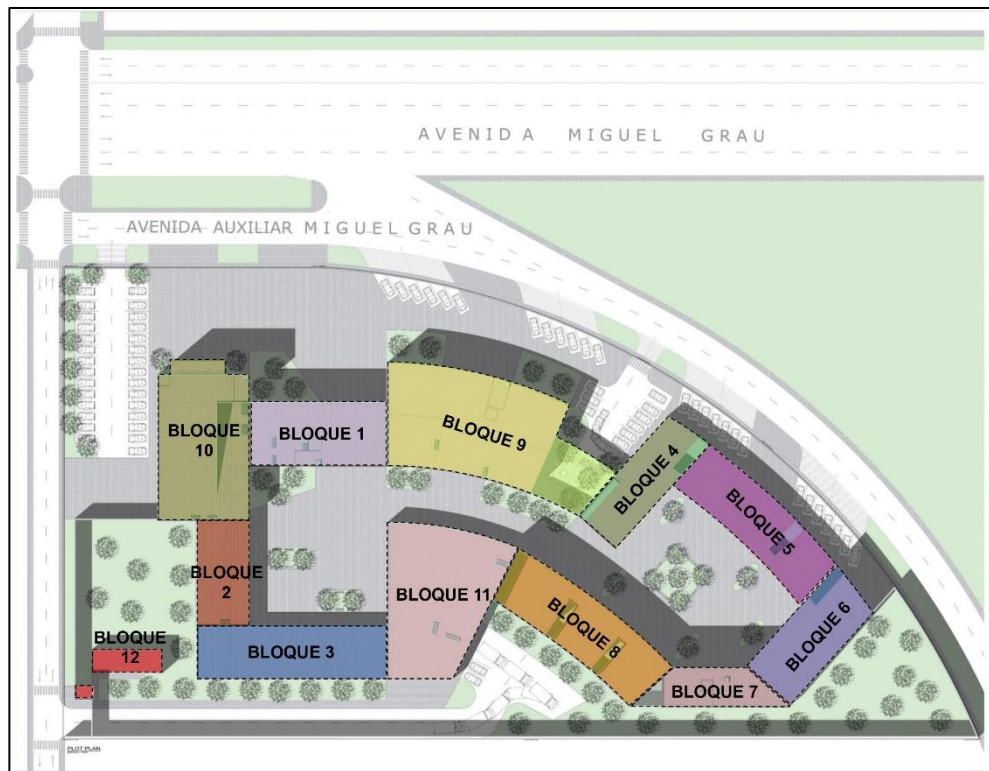 AVENIDA MIGUEL GRAU
AVENIDA AUXILIAR MIGUEL GRAU
BLOQUE
10
BLOQUE 1
BLOQUE 9
BLOQUE 4
BLOQUE 5
BLOQUE 6
BLOQUE
2
BLOQUE 11
BLOQUE 8
BLOQUE
12
BLOQUE 3
BLOQUE 7
PLOT PLAN